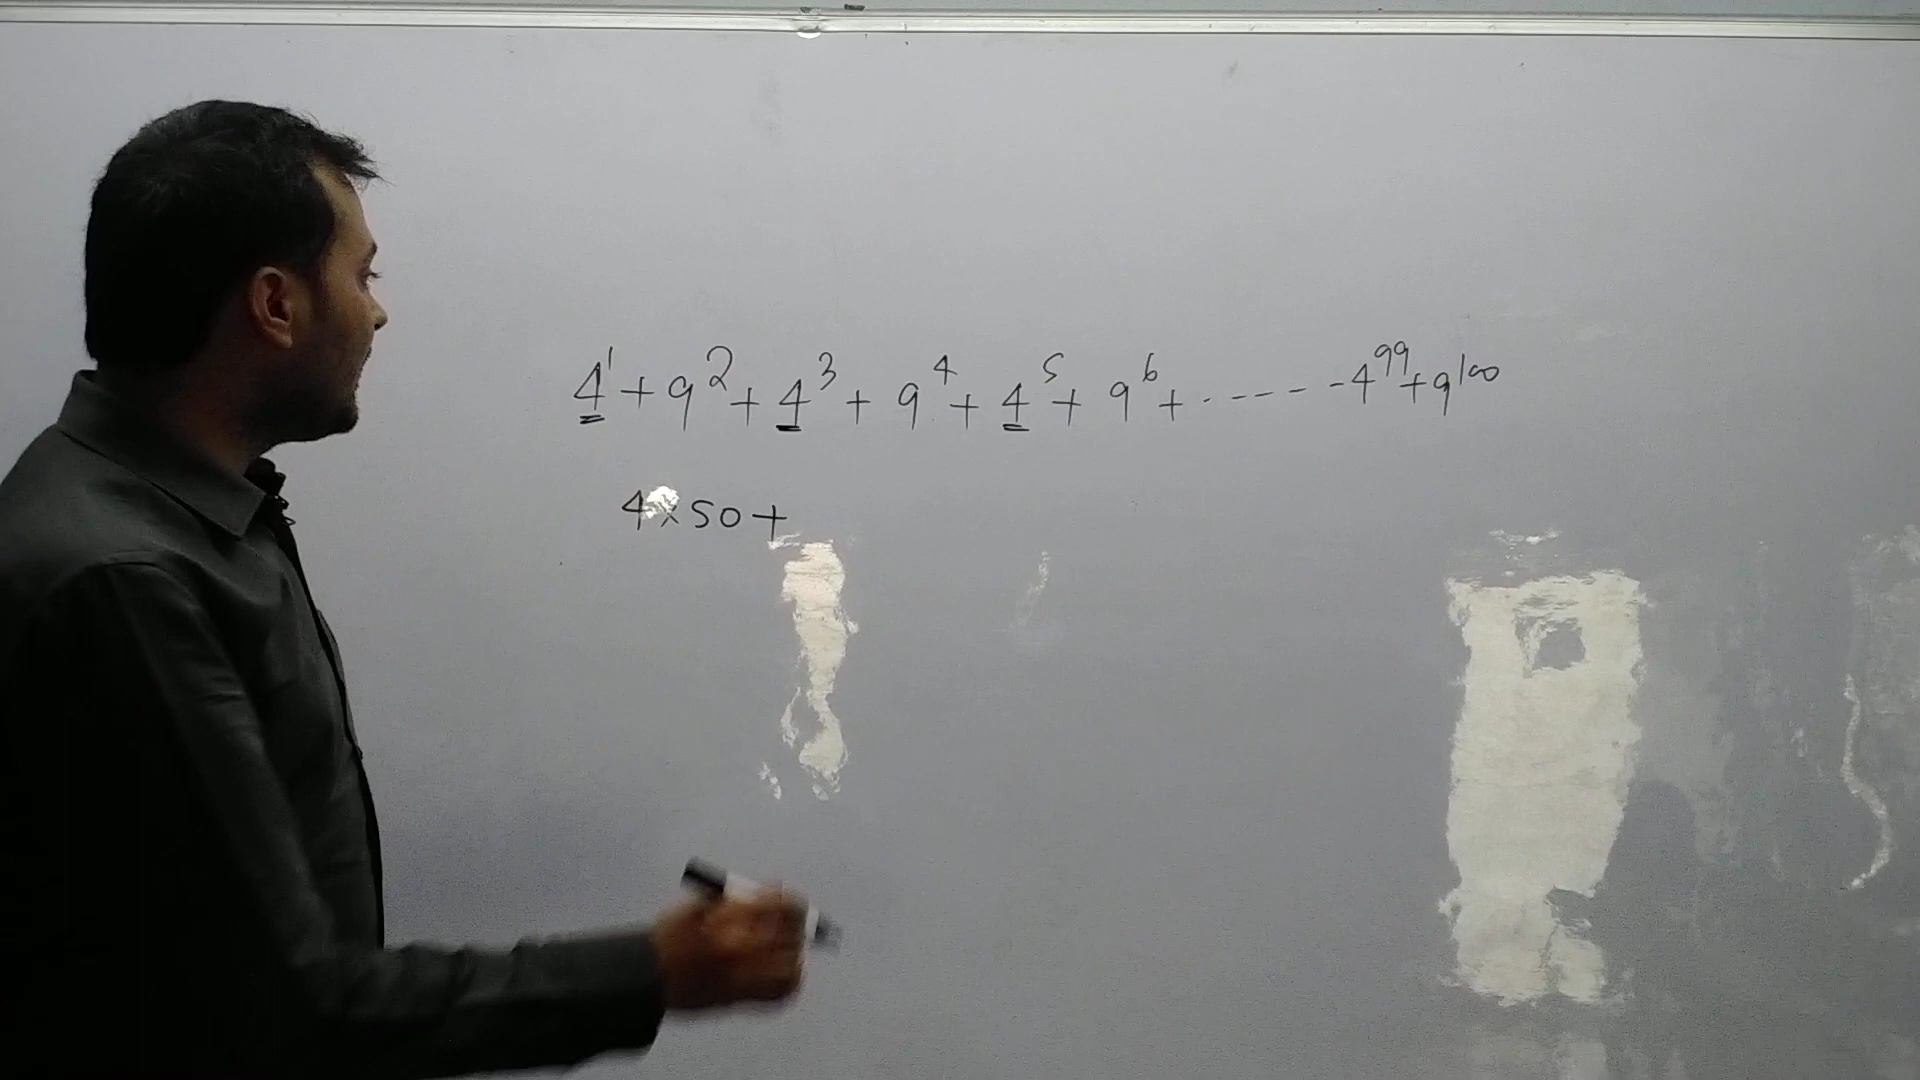 4¹ + 9² + 4³ + 9⁴ + 4⁵ + 9⁶ + ----- 4⁹⁹ + 9¹⁰⁰
4 x 50 +